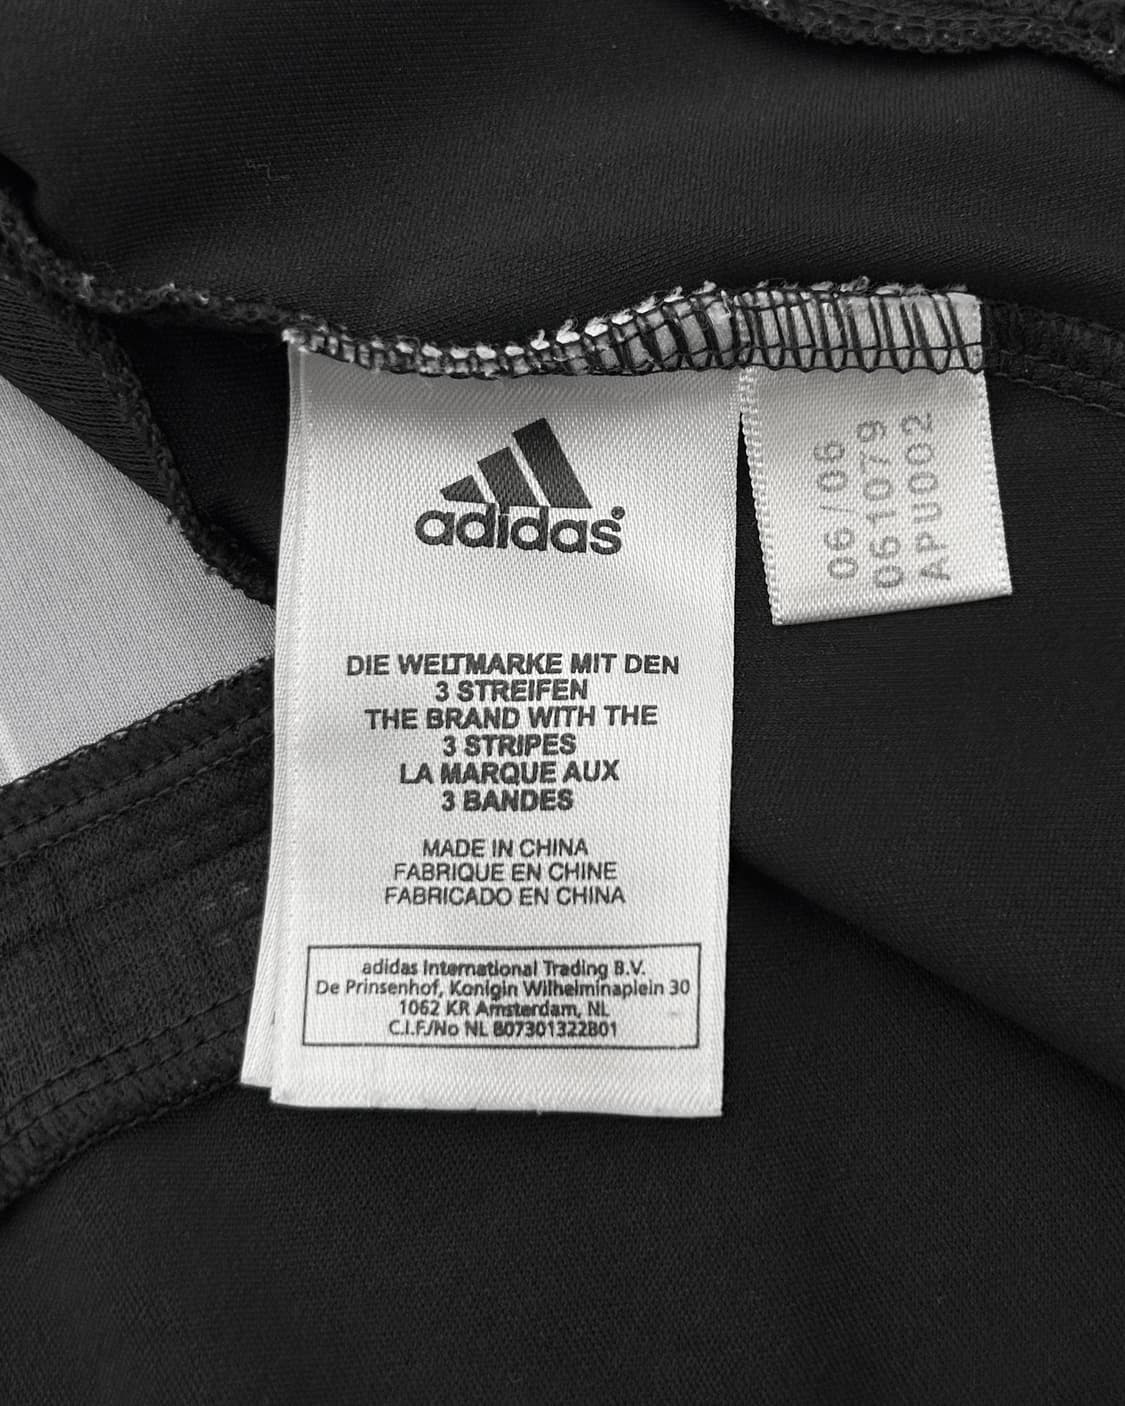 adidas®
DIE WELTMARKE MIT DEN
3 STREIFEN
THE BRAND WITH THE
3 STRIPES
LA MARQUE AUX
3 BANDES
MADE IN CHINA
FABRIQUE EN CHINE
FABRICADO EN CHINA
adidas International Trading B.V.
De Prinsenhof, Konigin Wilhelminaplein 30
1062 KR Amsterdam, NL
C.I.F./No NL 807301322B01
06/06
061079
APU002